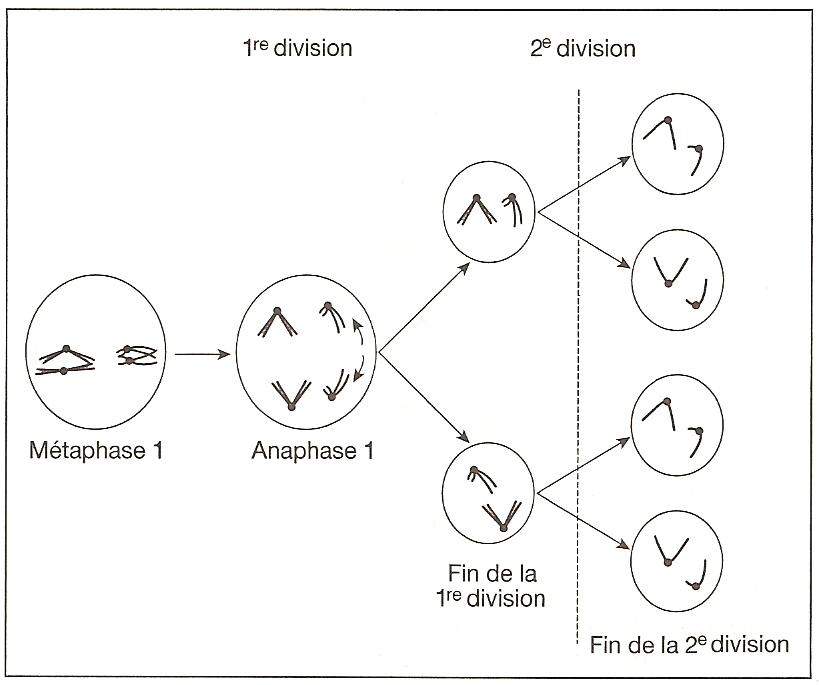 1re division
2e division
Métaphase 1
Anaphase 1
Fin de la
1re division
Fin de la 2e division